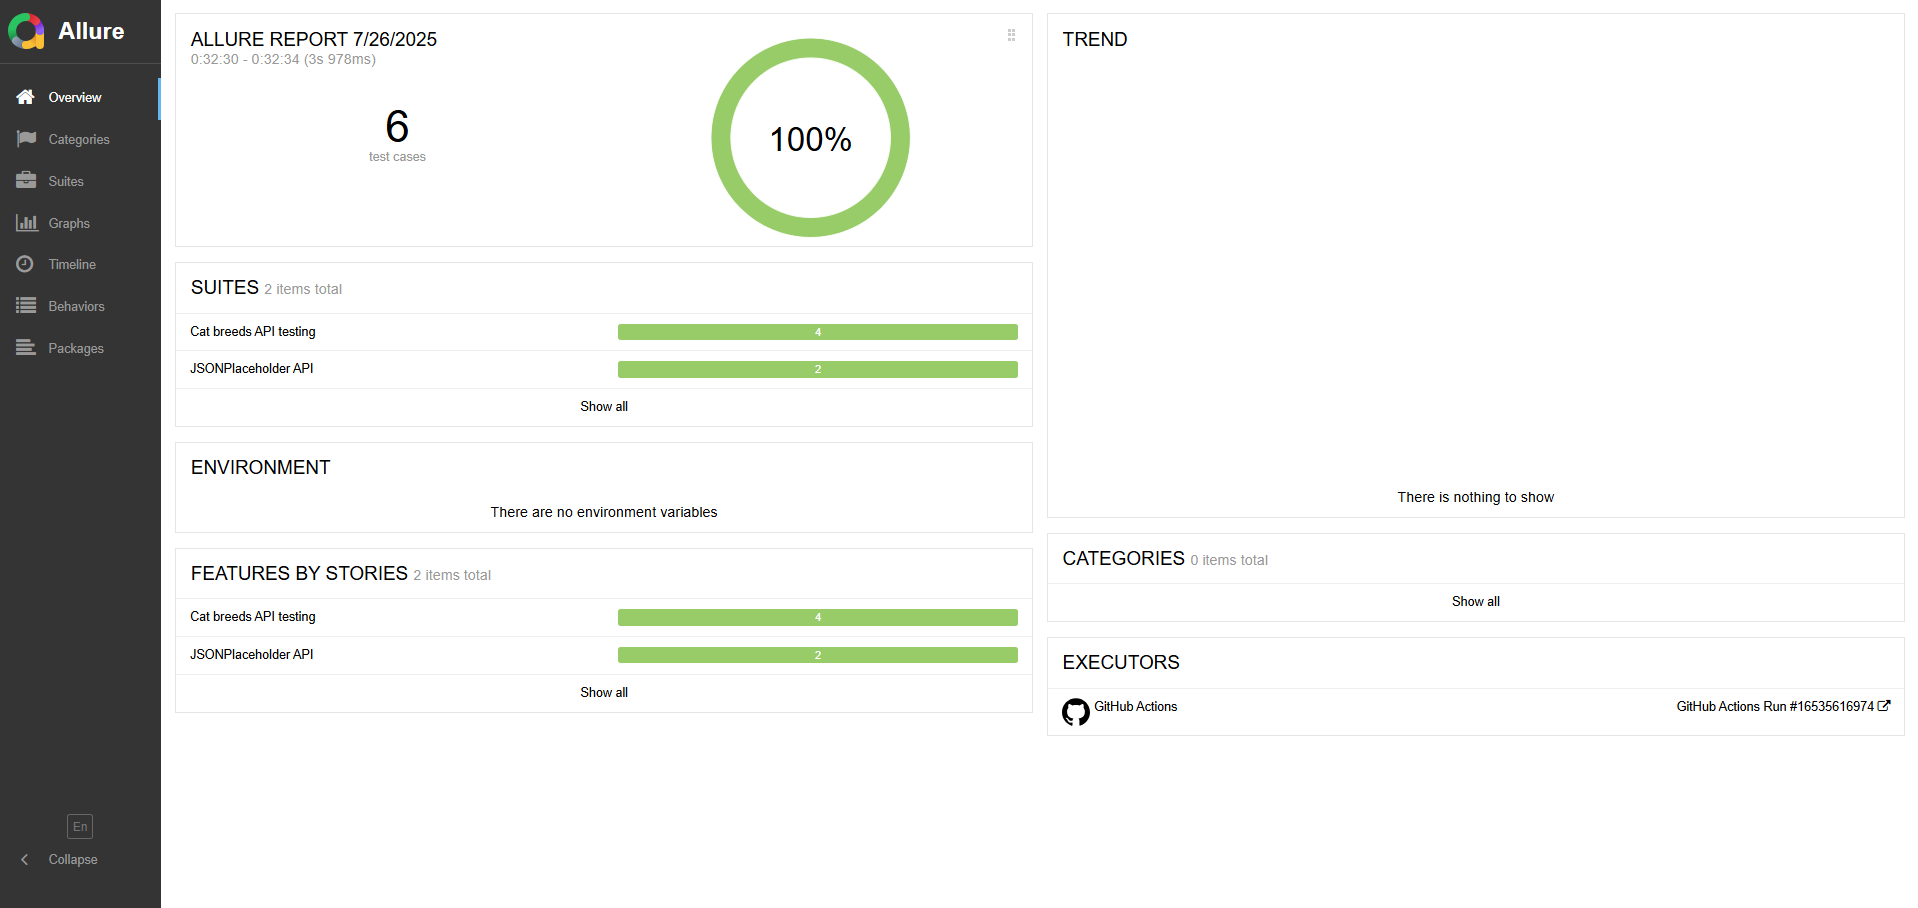 Allure
Overview
Categories
Suites
Graphs
Timeline
Behaviors
Packages
En
Collapse
ALLURE REPORT 7/26/2025
0:32:30 - 0:32:34 (3s 978ms)
6
test cases
100%
SUITES 2 items total
Cat breeds API testing 4
JSONPlaceholder API 2
Show all
ENVIRONMENT
There are no environment variables
FEATURES BY STORIES 2 items total
Cat breeds API testing 4
JSONPlaceholder API 2
Show all
TREND
There is nothing to show
CATEGORIES 0 items total
Show all
EXECUTORS
GitHub Actions GitHub Actions Run #16535616974